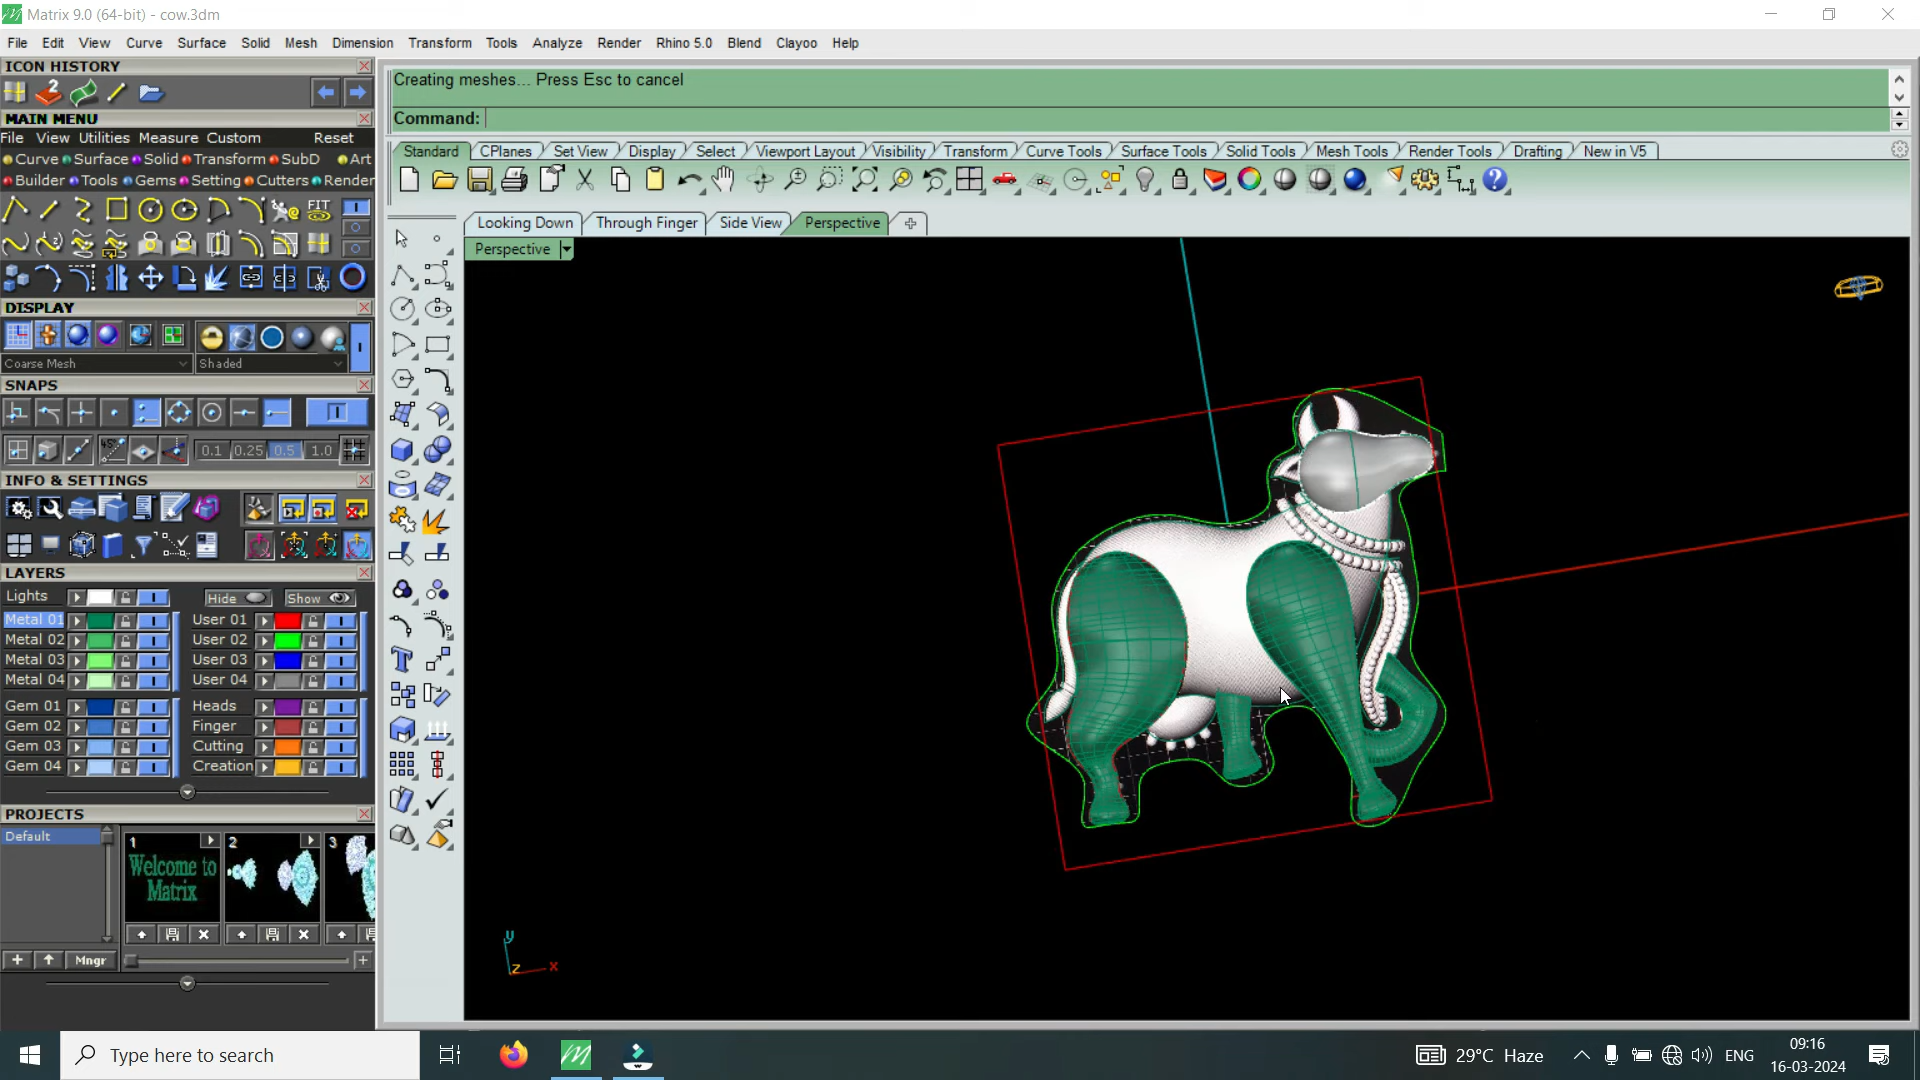 Matrix 9.0 (64-bit) - cow.3dm
File Edit View Curve Surface Solid Mesh Dimension Transform Tools Analyze Render Rhino 5.0 Blend Clayoo Help
ICON HISTORY
Creating meshes... Press Esc to cancel
Command:
MAIN MENU
File View Utilities Measure Custom Reset
Curve Surface Solid Transform SubD Art
Builder Tools Gems Setting Cutters Render
Standard CPlanes Set View Display Select Viewport Layout Visibility Transform Curve Tools Surface Tools Solid Tools Mesh Tools Render Tools Drafting New in V5
FIT
Looking Down Through Finger Side View Perspective
Perspective
DISPLAY
Coarse Mesh Shaded
SNAPS
0.1 0.25 0.5 1.0
INFO & SETTINGS
LAYERS
Lights Hide Show
Metal 01 User 01
Metal 02 User 02
Metal 03 User 03
Metal 04 User 04
Gem 01 Heads
Gem 02 Finger
Gem 03 Cutting
Gem 04 Creation
PROJECTS
Default
1 2 3
Welcome to
Matrix
Mngr
y
z x
Type here to search
29°C Haze
ENG
09:16
16-03-2024